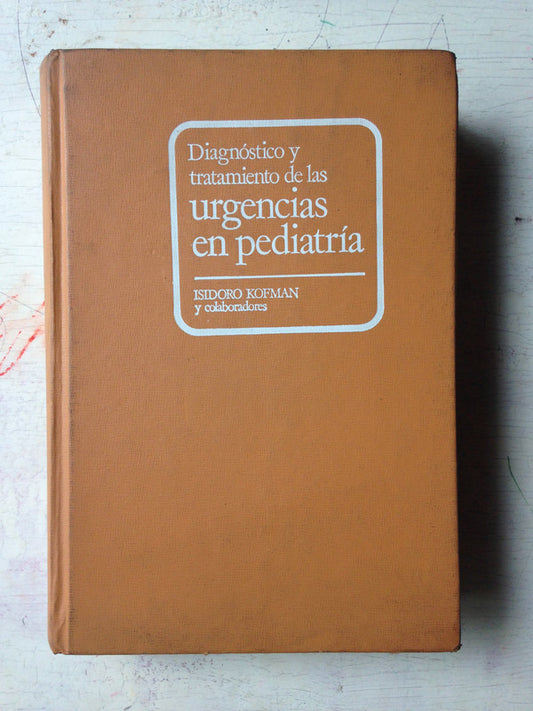 Diagnóstico y
tratamiento de las
urgencias
en pediatría
ISIDORO KOFMAN
y colaboradores